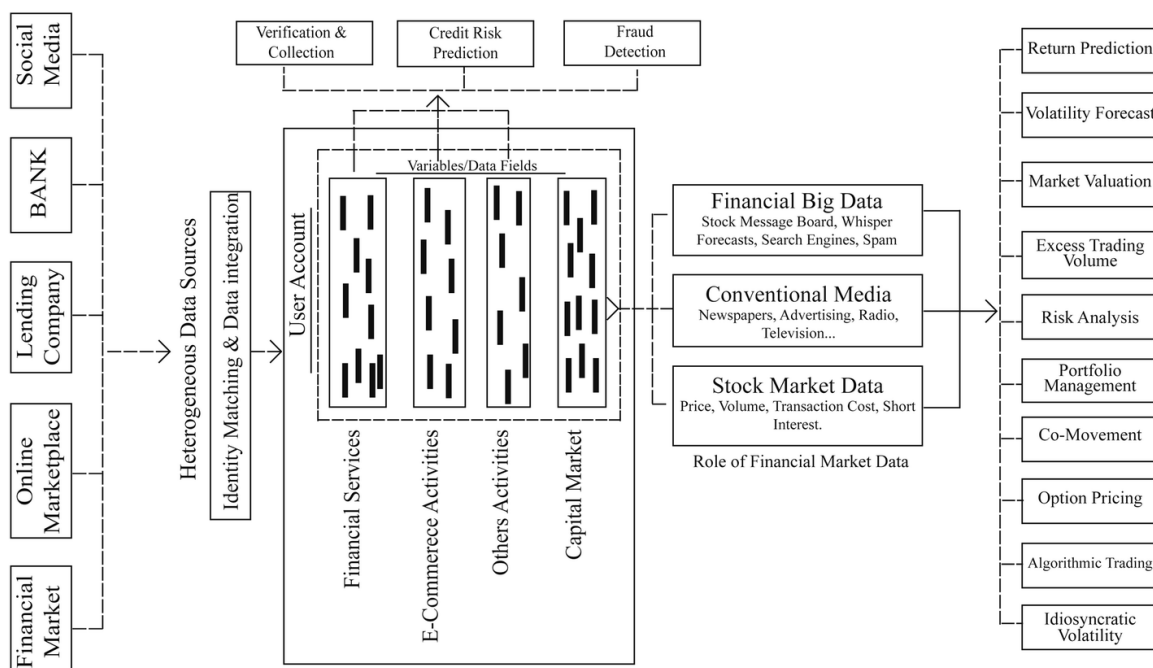 Social
Media
BANK
Lending
Company
Online
Marketplace
Financial
Market
Heterogeneous Data Sources
Identity Matching & Data integration
Verification &
Collection
Credit Risk
Prediction
Fraud
Detection
Variables/Data Fields
User Account
Financial Services
E-Commerece Activities
Others Activities
Capital Market
Financial Big Data
Stock Message Board, Whisper
Forecasts, Search Engines, Spam
Conventional Media
Newspapers, Advertising, Radio,
Television...
Stock Market Data
Price, Volume, Transaction Cost, Short
Interest.
Role of Financial Market Data
Return Prediction
Volatility Forecast
Market Valuation
Excess Trading
Volume
Risk Analysis
Portfolio
Management
Co-Movement
Option Pricing
Algorithmic Trading
Idiosyncratic
Volatility